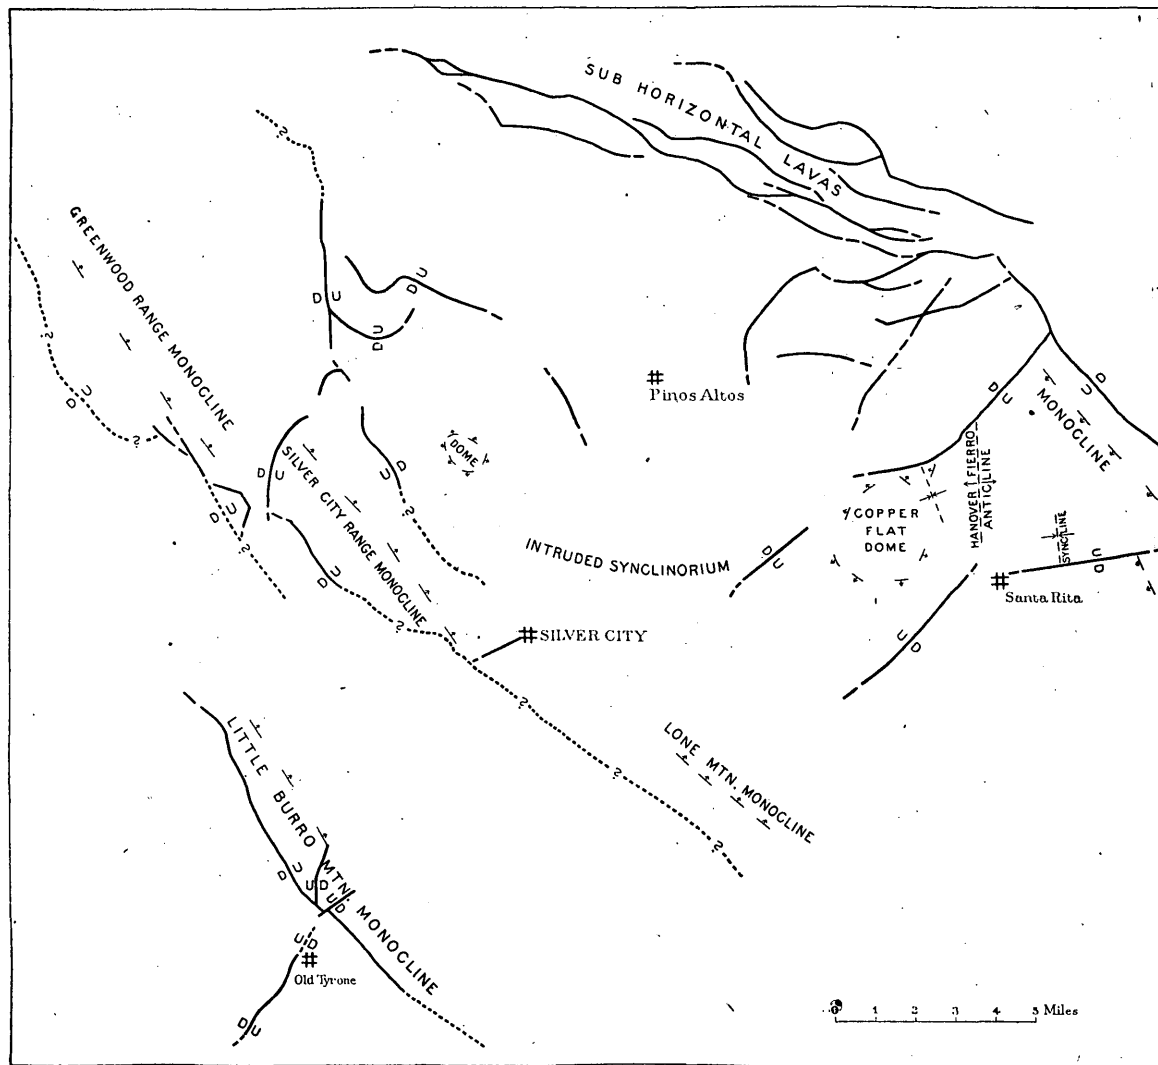 SUB HORIZONTAL LAVAS
?
GREENWOOD RANGE MONOCLINE
U
D
D U
?
?
D U
U
D
Pinos Altos
D
U
U
D
MONOCLINE
U
D
?
DOME
SILVER CITY RANGE MONOCLINE
D
U
D
U
HANOVER - FIERRO
ANTICLINE
COPPER
FLAT
DOME
U
D
?
?
INTRUDED SYNCLINORIUM
D
U
SYNCLINE
U
D
U
D
Santa Rita
?
SILVER CITY
U
D
?
LITTLE BURRO MTN. MONOCLINE
LONE MTN. MONOCLINE
?
?
U
D
U D
U D
U D
Old Tyrone
D U
0 1 2 3 4 5 Miles